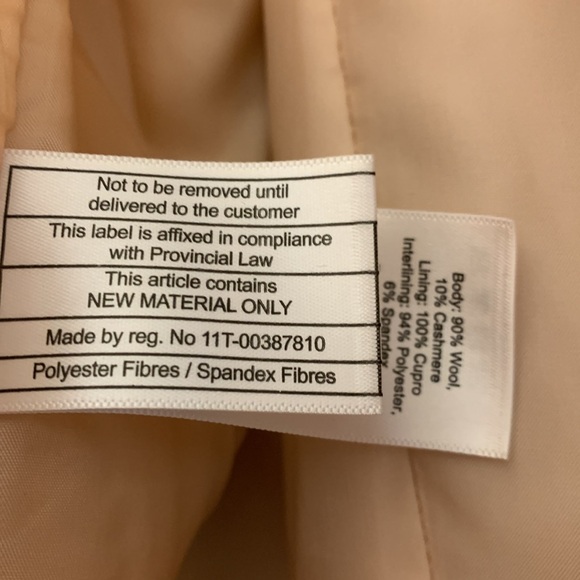 Not to be removed until
delivered to the customer
This label is affixed in compliance
with Provincial Law
This article contains
NEW MATERIAL ONLY
Made by reg. No 11T-00387810
Polyester Fibres / Spandex Fibres
Body: 90% Wool,
10% Cashmere
Lining: 100% Cupro
Interlining: 94% Polyester,
6% Spandex